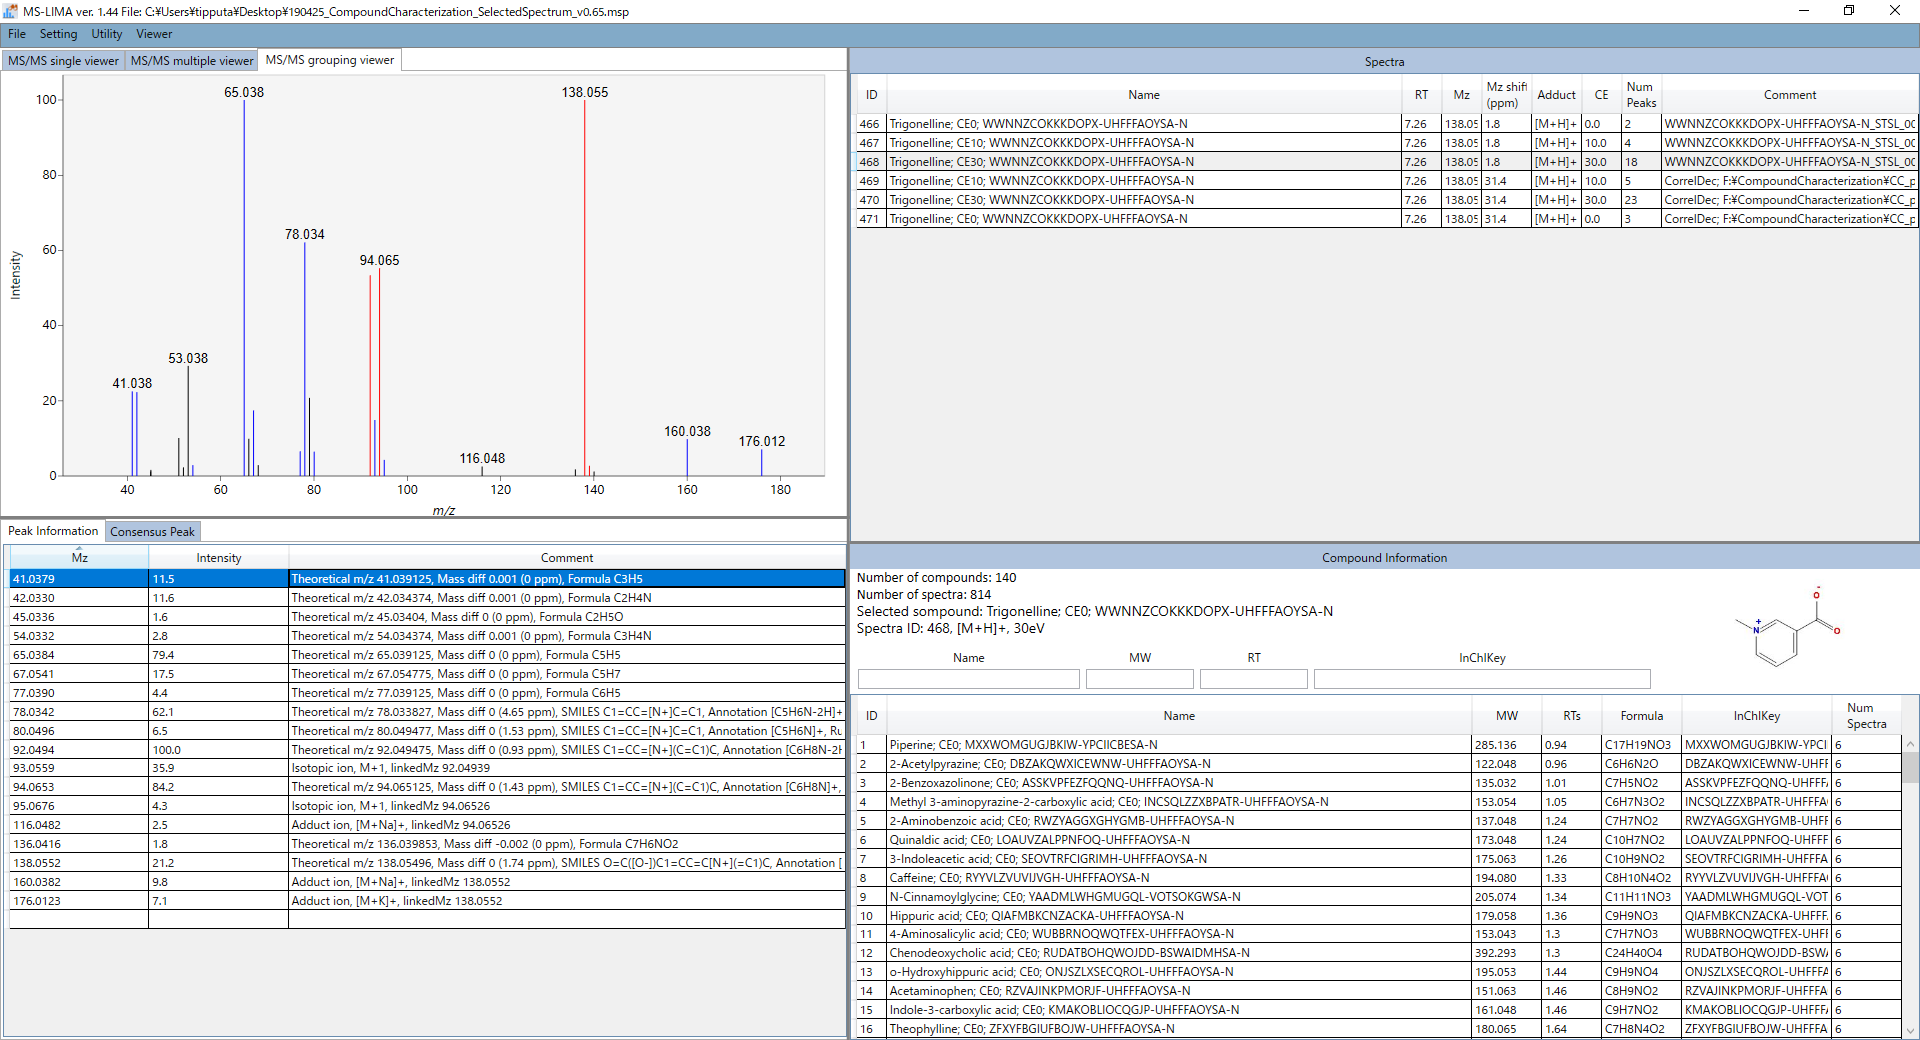 MS-LIMA ver. 1.44 File: C:¥Users¥tipputa¥Desktop¥190425_CompoundCharacterization_SelectedSpectrum_v0.65.msp
File Setting Utility Viewer
MS/MS single viewer MS/MS multiple viewer MS/MS grouping viewer
100
80
60
40
20
0
Intensity
65.038
138.055
78.034
94.065
53.038
41.038
160.038
176.012
116.048
40 60 80 100 120 140 160 180
m/z
Spectra
ID Name RT Mz Mz shift (ppm) Adduct CE Num Peaks Comment
466 Trigonelline; CE0; WWNNZCOKKKDOPX-UHFFFAOYSA-N 7.26 138.05 1.8 [M+H]+ 0.0 2 WWNNZCOKKKDOPX-UHFFFAOYSA-N_STSL_0C
467 Trigonelline; CE10; WWNNZCOKKKDOPX-UHFFFAOYSA-N 7.26 138.05 1.8 [M+H]+ 10.0 4 WWNNZCOKKKDOPX-UHFFFAOYSA-N_STSL_0C
468 Trigonelline; CE30; WWNNZCOKKKDOPX-UHFFFAOYSA-N 7.26 138.05 1.8 [M+H]+ 30.0 18 WWNNZCOKKKDOPX-UHFFFAOYSA-N_STSL_0C
469 Trigonelline; CE10; WWNNZCOKKKDOPX-UHFFFAOYSA-N 7.26 138.05 31.4 [M+H]+ 10.0 5 CorrelDec; F:¥CompoundCharacterization¥CC_p
470 Trigonelline; CE30; WWNNZCOKKKDOPX-UHFFFAOYSA-N 7.26 138.05 31.4 [M+H]+ 30.0 23 CorrelDec; F:¥CompoundCharacterization¥CC_p
471 Trigonelline; CE0; WWNNZCOKKKDOPX-UHFFFAOYSA-N 7.26 138.05 31.4 [M+H]+ 0.0 3 CorrelDec; F:¥CompoundCharacterization¥CC_p
Peak Information Consensus Peak
Mz Intensity Comment
41.0379 11.5 Theoretical m/z 41.039125, Mass diff 0.001 (0 ppm), Formula C3H5
42.0330 11.6 Theoretical m/z 42.034374, Mass diff 0.001 (0 ppm), Formula C2H4N
45.0336 1.6 Theoretical m/z 45.03404, Mass diff 0 (0 ppm), Formula C2H5O
54.0332 2.8 Theoretical m/z 54.034374, Mass diff 0.001 (0 ppm), Formula C3H4N
65.0384 79.4 Theoretical m/z 65.039125, Mass diff 0 (0 ppm), Formula C5H5
67.0541 17.5 Theoretical m/z 67.054775, Mass diff 0 (0 ppm), Formula C5H7
77.0390 4.4 Theoretical m/z 77.039125, Mass diff 0 (0 ppm), Formula C6H5
78.0342 62.1 Theoretical m/z 78.033827, Mass diff 0 (4.65 ppm), SMILES C1=CC=[N+]C=C1, Annotation [C5H6N-2H]+
80.0496 6.5 Theoretical m/z 80.049477, Mass diff 0 (1.53 ppm), SMILES C1=CC=[N+]C=C1, Annotation [C5H6N]+, Ru
92.0494 100.0 Theoretical m/z 92.049475, Mass diff 0 (0.93 ppm), SMILES C1=CC=[N+](C=C1)C, Annotation [C6H8N-2H
93.0559 35.9 Isotopic ion, M+1, linkedMz 92.04939
94.0653 84.2 Theoretical m/z 94.065125, Mass diff 0 (1.43 ppm), SMILES C1=CC=[N+](C=C1)C, Annotation [C6H8N]+,
95.0676 4.3 Isotopic ion, M+1, linkedMz 94.06526
116.0482 2.5 Adduct ion, [M+Na]+, linkedMz 94.06526
136.0416 1.8 Theoretical m/z 136.039853, Mass diff -0.002 (0 ppm), Formula C7H6NO2
138.0552 21.2 Theoretical m/z 138.05496, Mass diff 0 (1.74 ppm), SMILES O=C([O-])C1=CC=C[N+](=C1)C, Annotation [
160.0382 9.8 Adduct ion, [M+Na]+, linkedMz 138.0552
176.0123 7.1 Adduct ion, [M+K]+, linkedMz 138.0552
Compound Information
Number of compounds: 140
Number of spectra: 814
Selected sompound: Trigonelline; CE0; WWNNZCOKKKDOPX-UHFFFAOYSA-N
Spectra ID: 468, [M+H]+, 30eV
N + O - O
Name MW RT InChIKey
ID Name MW RTs Formula InChIKey Num Spectra
1 Piperine; CE0; MXXWOMGUGJBKIW-YPCIICBESA-N 285.136 0.94 C17H19NO3 MXXWOMGUGJBKIW-YPCI 6
2 2-Acetylpyrazine; CE0; DBZAKQWXICEWNW-UHFFFAOYSA-N 122.048 0.96 C6H6N2O DBZAKQWXICEWNW-UHFF 6
3 2-Benzoxazolinone; CE0; ASSKVPFEZFQQNQ-UHFFFAOYSA-N 135.032 1.01 C7H5NO2 ASSKVPFEZFQQNQ-UHFFF 6
4 Methyl 3-aminopyrazine-2-carboxylic acid; CE0; INCSQLZZXBPATR-UHFFFAOYSA-N 153.054 1.05 C6H7N3O2 INCSQLZZXBPATR-UHFFFA 6
5 2-Aminobenzoic acid; CE0; RWZYAGGXGHYGMB-UHFFFAOYSA-N 137.048 1.24 C7H7NO2 RWZYAGGXGHYGMB-UHFF 6
6 Quinaldic acid; CE0; LOAUVZALPPNFOQ-UHFFFAOYSA-N 173.048 1.24 C10H7NO2 LOAUVZALPPNFOQ-UHFFF 6
7 3-Indoleacetic acid; CE0; SEOVTRFCIGRIMH-UHFFFAOYSA-N 175.063 1.26 C10H9NO2 SEOVTRFCIGRIMH-UHFFFA 6
8 Caffeine; CE0; RYYVLZVUVIJVGH-UHFFFAOYSA-N 194.080 1.33 C8H10N4O2 RYYVLZVUVIJVGH-UHFFFA 6
9 N-Cinnamoylglycine; CE0; YAADMLWHGMUGQL-VOTSOKGWSA-N 205.074 1.34 C11H11NO3 YAADMLWHGMUGQL-VOT 6
10 Hippuric acid; CE0; QIAFMBKCNZACKA-UHFFFAOYSA-N 179.058 1.36 C9H9NO3 QIAFMBKCNZACKA-UHFFF 6
11 4-Aminosalicylic acid; CE0; WUBBRNOQWQTFEX-UHFFFAOYSA-N 153.043 1.3 C7H7NO3 WUBBRNOQWQTFEX-UHFF 6
12 Chenodeoxycholic acid; CE0; RUDATBOHQWOJDD-BSWAIDMHSA-N 392.293 1.3 C24H40O4 RUDATBOHQWOJDD-BSWA 6
13 o-Hydroxyhippuric acid; CE0; ONJSZLXSECQROL-UHFFFAOYSA-N 195.053 1.44 C9H9NO4 ONJSZLXSECQROL-UHFFFA 6
14 Acetaminophen; CE0; RZVAJINKPMORJF-UHFFFAOYSA-N 151.063 1.46 C8H9NO2 RZVAJINKPMORJF-UHFFFA 6
15 Indole-3-carboxylic acid; CE0; KMAKOBLIOCQGJP-UHFFFAOYSA-N 161.048 1.46 C9H7NO2 KMAKOBLIOCQGJP-UHFFF 6
16 Theophylline; CE0; ZFXYFBGIUFBOJW-UHFFFAOYSA-N 180.065 1.64 C7H8N4O2 ZFXYFBGIUFBOJW-UHFFFA 6